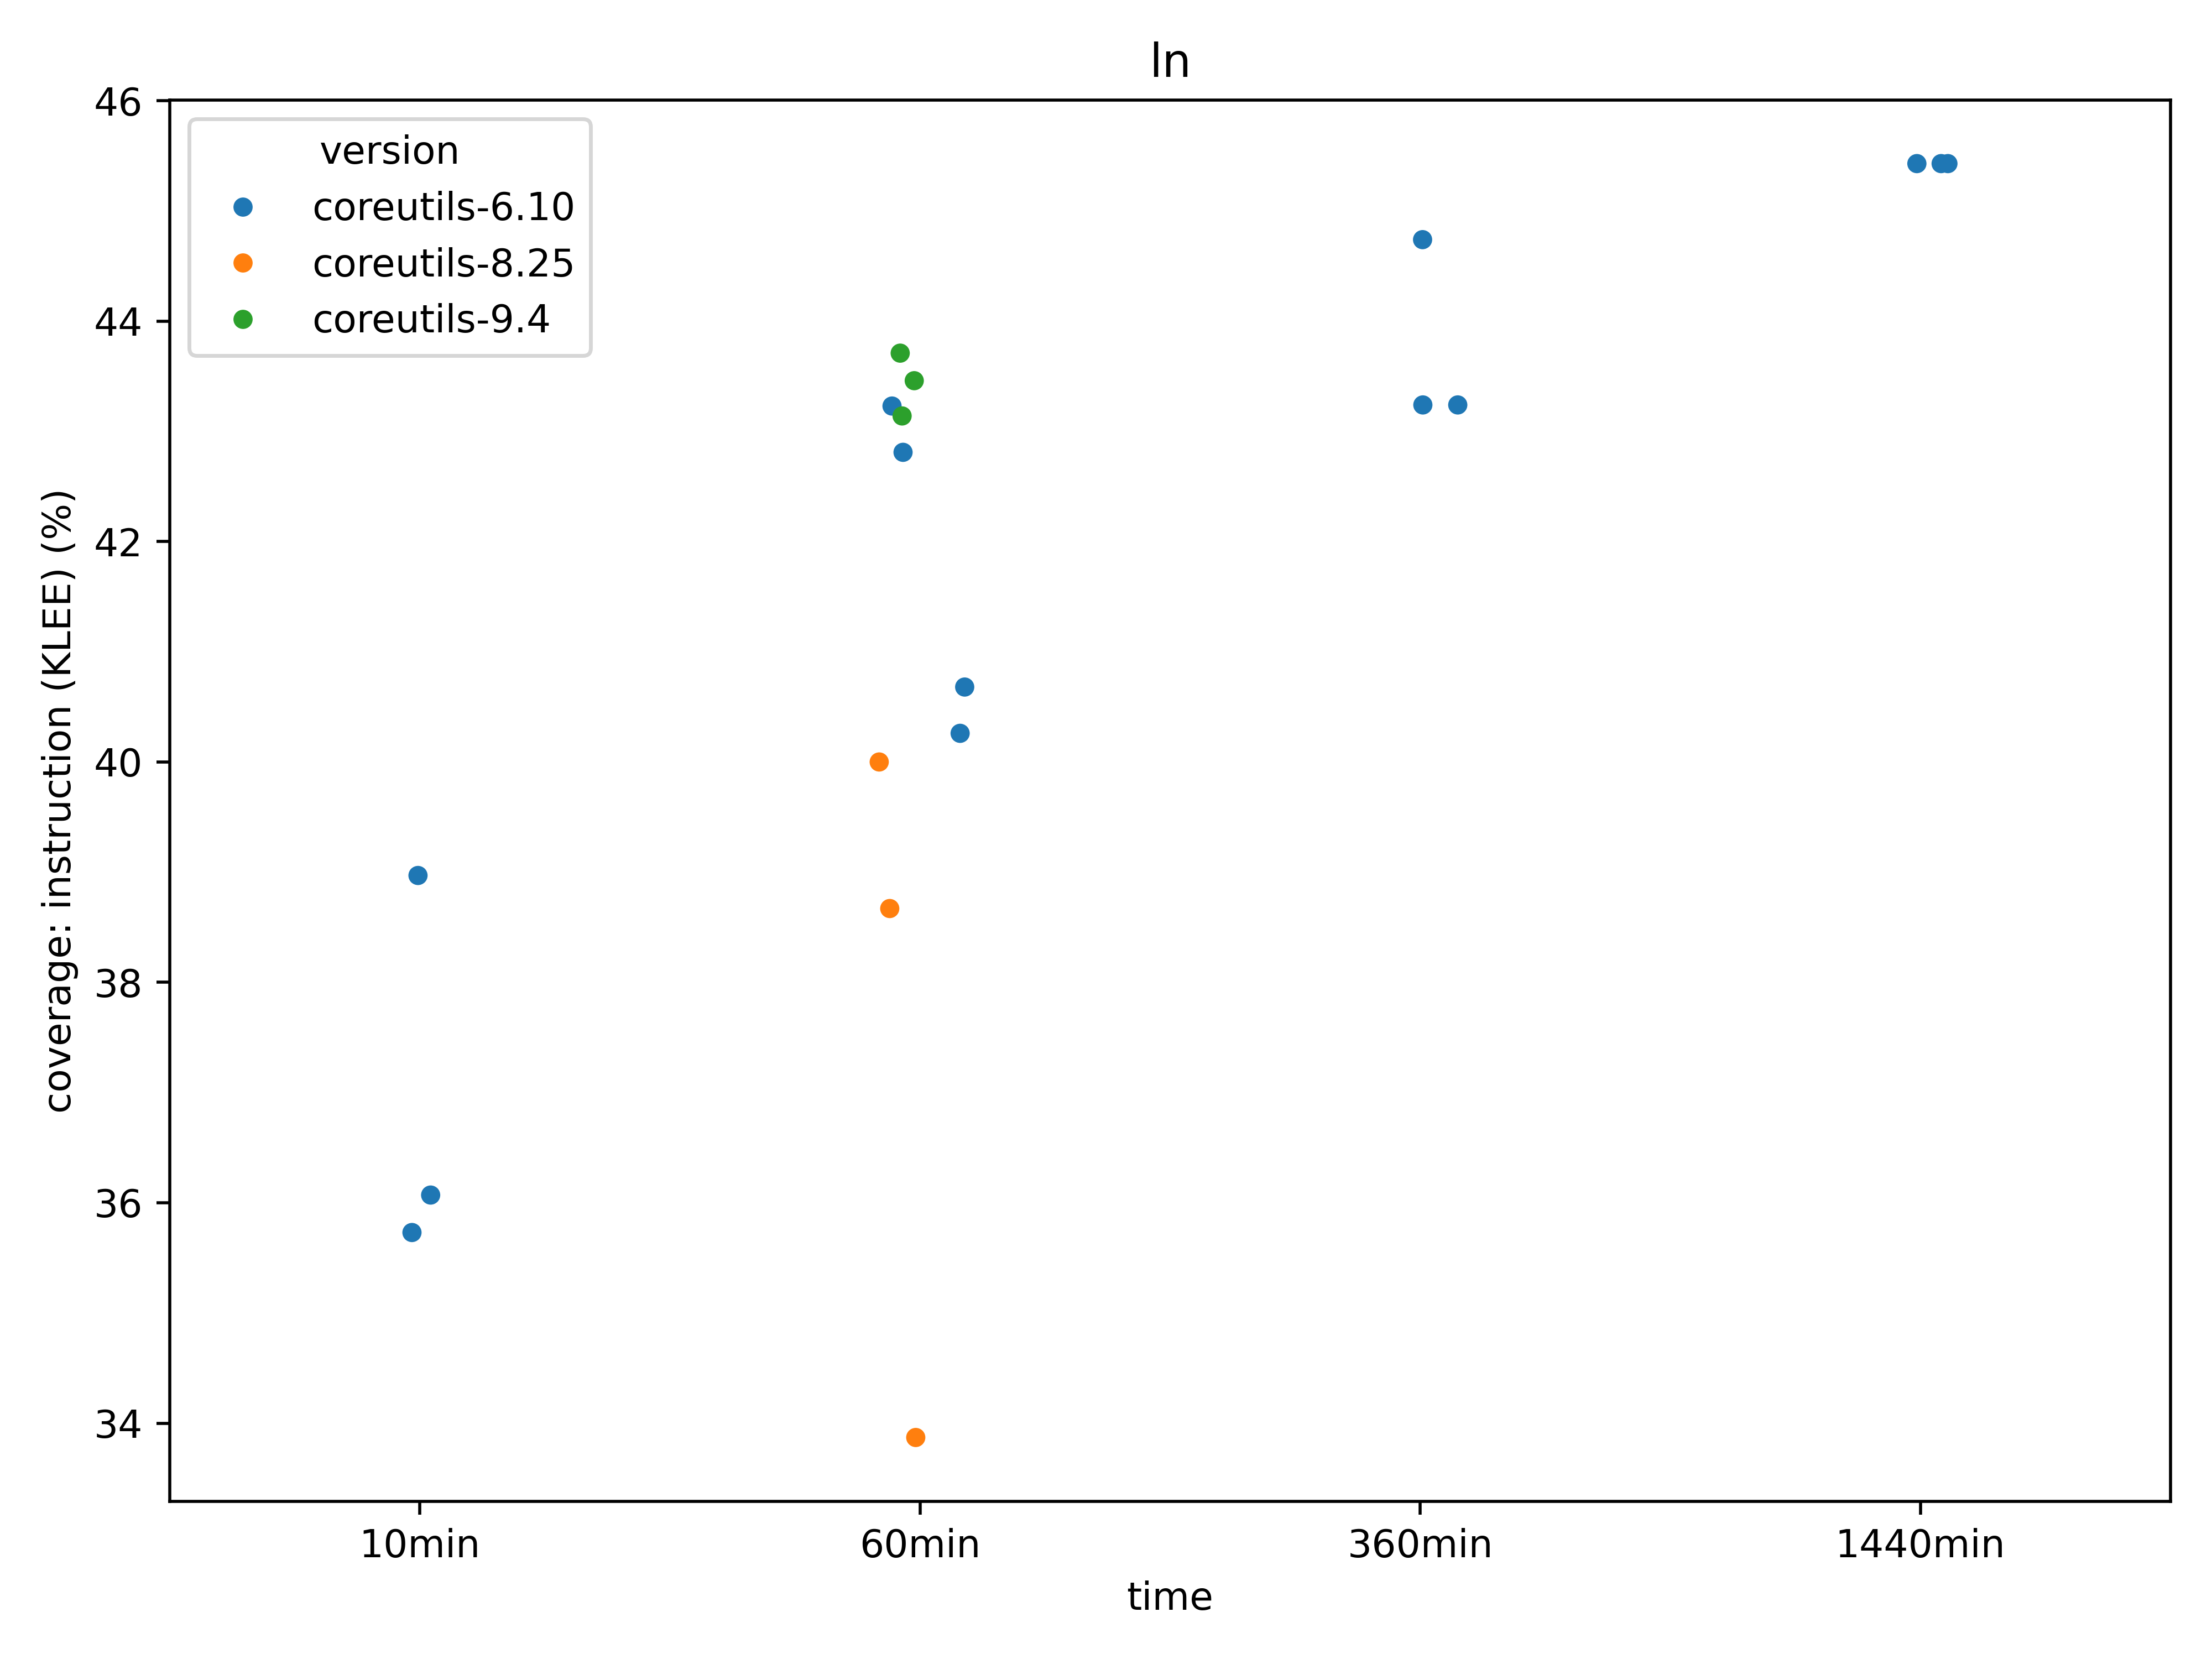 ln
version
coreutils-6.10
coreutils-8.25
coreutils-9.4
coverage: instruction (KLEE) (%)
46
44
42
40
38
36
34
10min
60min
360min
1440min
time